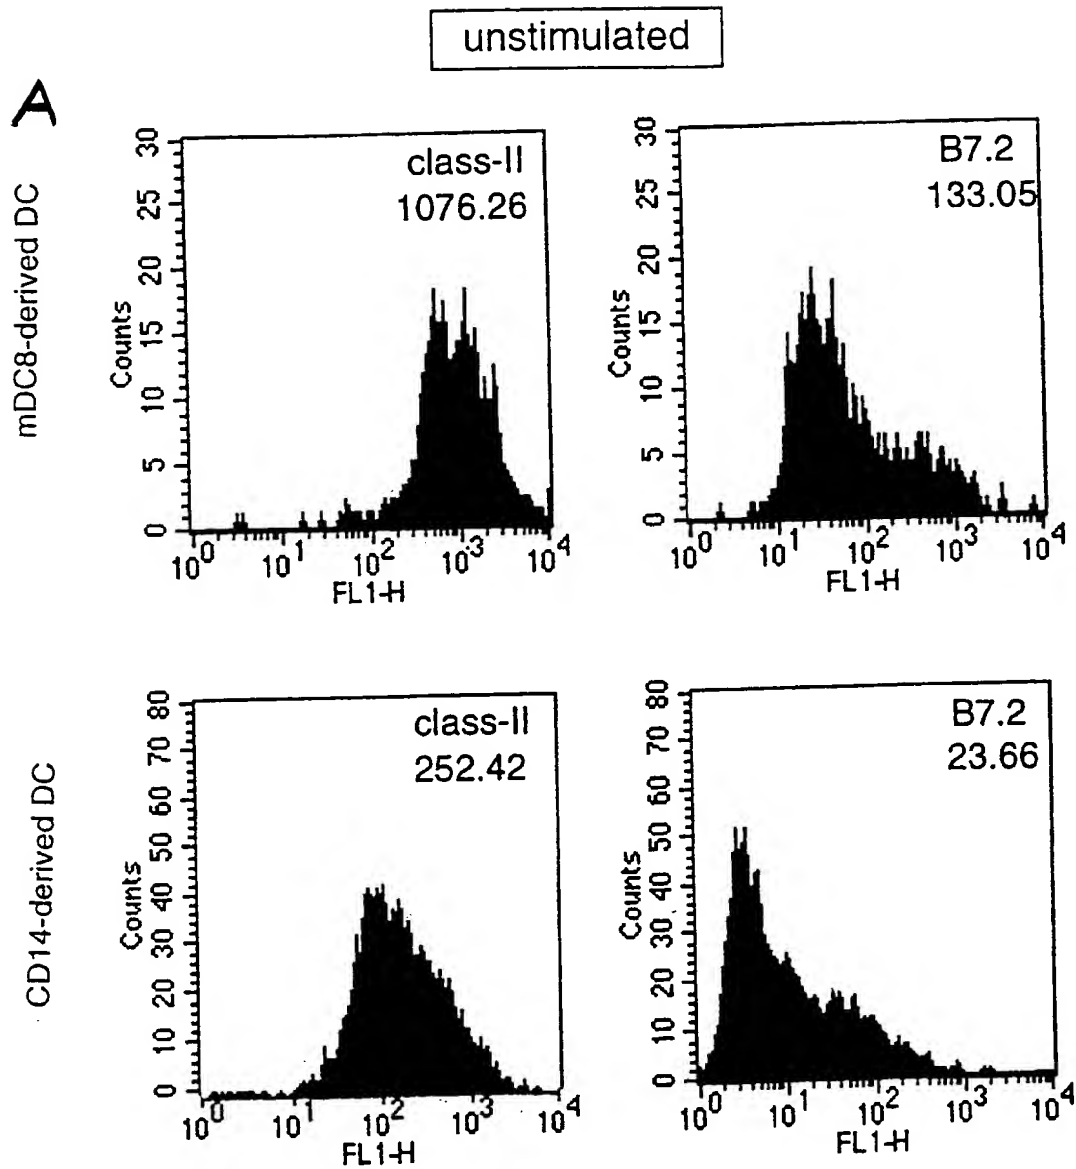 unstimulated
A
mDC8-derived DC
class-II
1076.26
Counts
30
25
20
15
10
5
0
10^0 10^1 10^2 10^3 10^4
FL1-H
B7.2
133.05
Counts
30
25
20
15
10
5
0
10^0 10^1 10^2 10^3 10^4
FL1-H
CD14-derived DC
class-II
252.42
Counts
80
70
60
50
40
30
20
10
0
10^0 10^1 10^2 10^3 10^4
FL1-H
B7.2
23.66
Counts
80
70
60
50
40
30
20
10
0
10^0 10^1 10^2 10^3 10^4
FL1-H